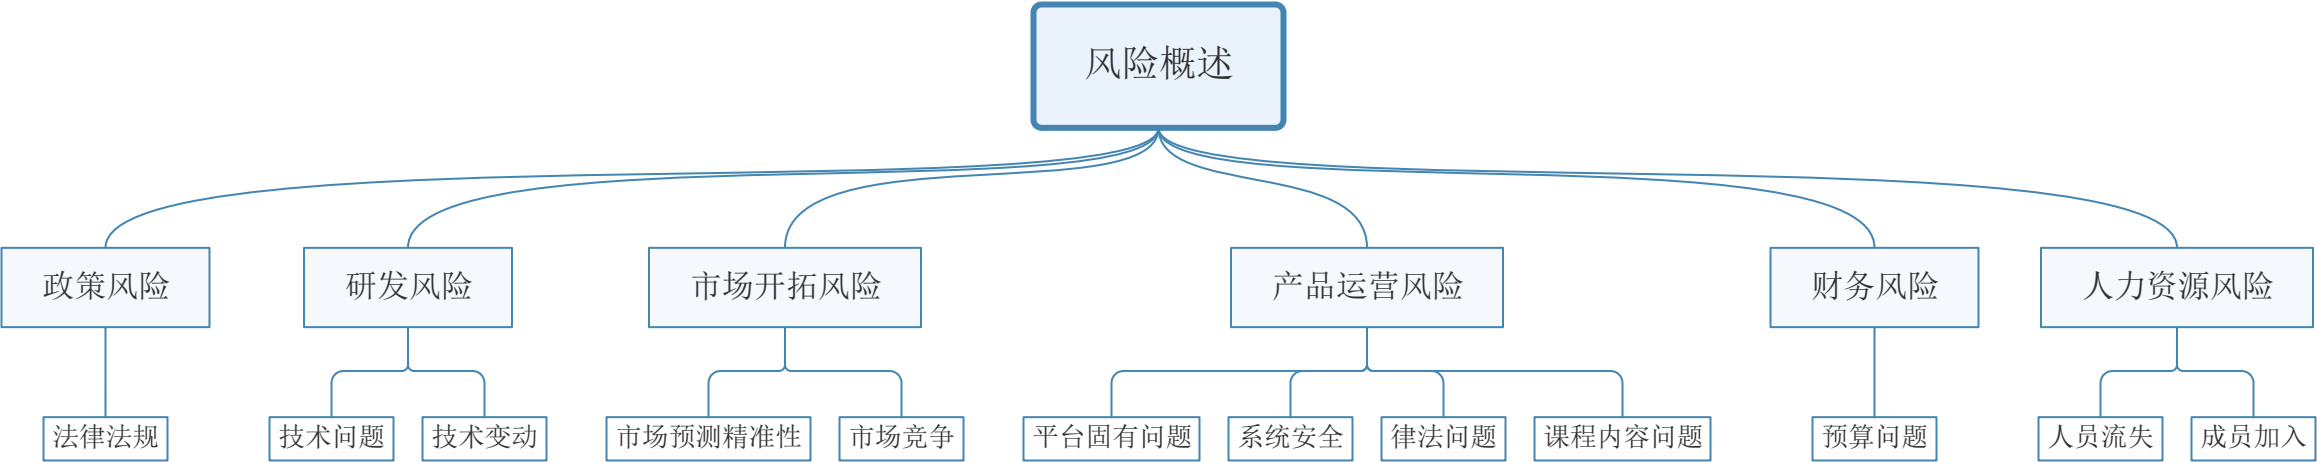 风险概述
政策风险
研发风险
市场开拓风险
产品运营风险
财务风险
人力资源风险
法律法规
技术问题
技术变动
市场预测精准性
市场竞争
平台固有问题
系统安全
律法问题
课程内容问题
预算问题
人员流失
成员加入